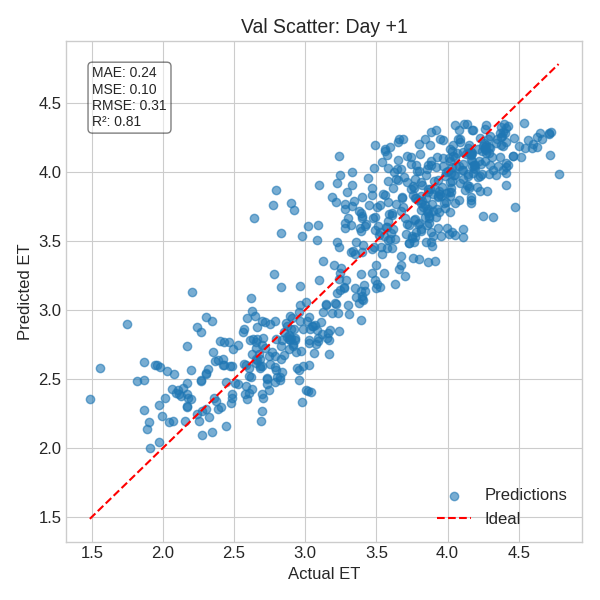 Val Scatter: Day +1
MAE: 0.24
MSE: 0.10
RMSE: 0.31
R²: 0.81
4.5
4.0
3.5
3.0
2.5
2.0
1.5
Predicted ET
Predictions
Ideal
1.5 2.0 2.5 3.0 3.5 4.0 4.5
Actual ET